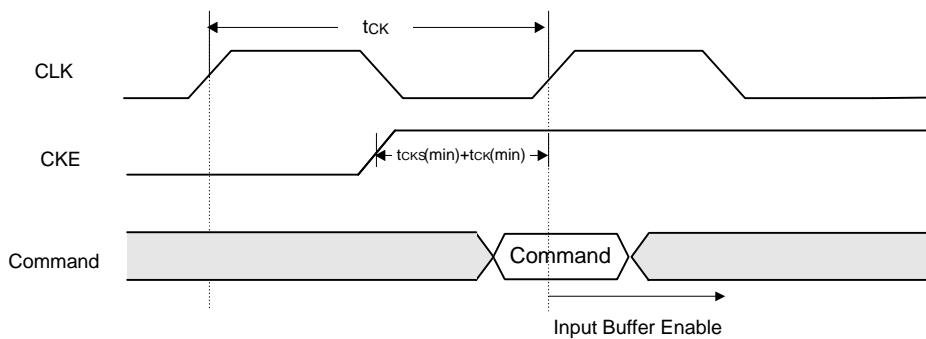 tCK
CLK
CKE
tCKS(min)+tCK(min)
Command
Command
Input Buffer Enable